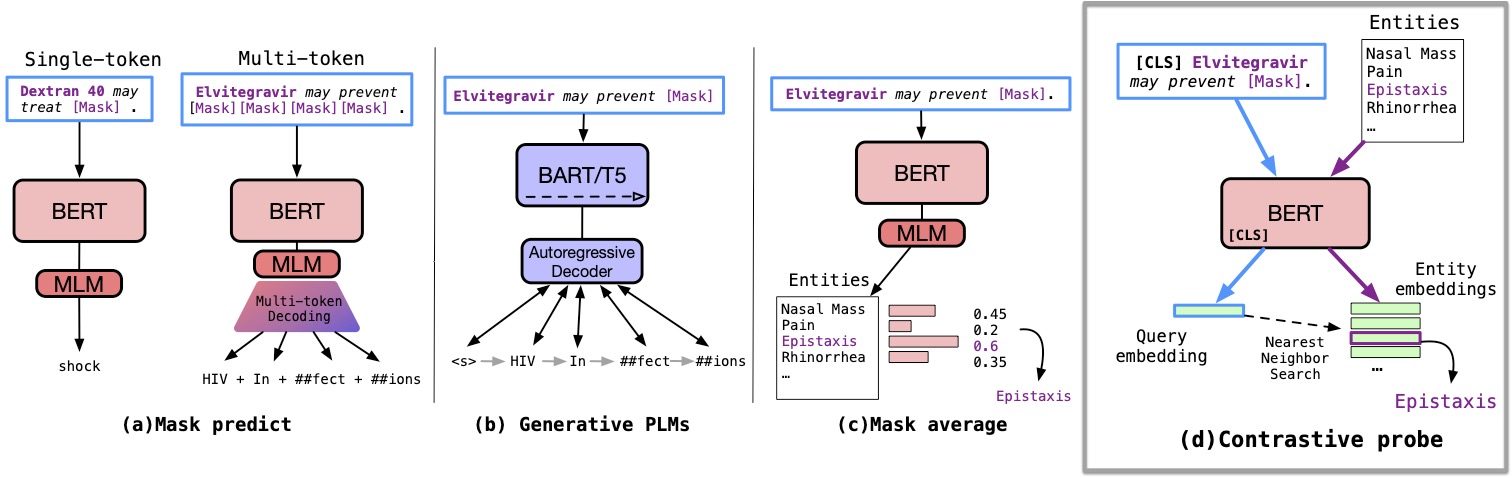 Single-token
Dextran 40 may
treat [Mask] .
BERT
MLM
shock
Multi-token
Elvitegravir may prevent
[Mask][Mask][Mask][Mask] .
BERT
MLM
Multi-token
Decoding
HIV + In + ##fect + ##ions
(a)Mask predict
Elvitegravir may prevent [Mask]
BART/T5
Autoregressive
Decoder
<s> HIV In ##fect ##ions
(b) Generative PLMs
Elvitegravir may prevent [Mask].
BERT
MLM
Entities
Nasal Mass 0.45
Pain 0.2
Epistaxis 0.6
Rhinorrhea 0.35
…
Epistaxis
(c)Mask average
Entities
[CLS] Elvitegravir
may prevent [Mask].
Nasal Mass
Pain
Epistaxis
Rhinorrhea
…
BERT
[CLS]
Query
embedding
Nearest
Neighbor
Search
Entity
embeddings
…
Epistaxis
(d)Contrastive probe